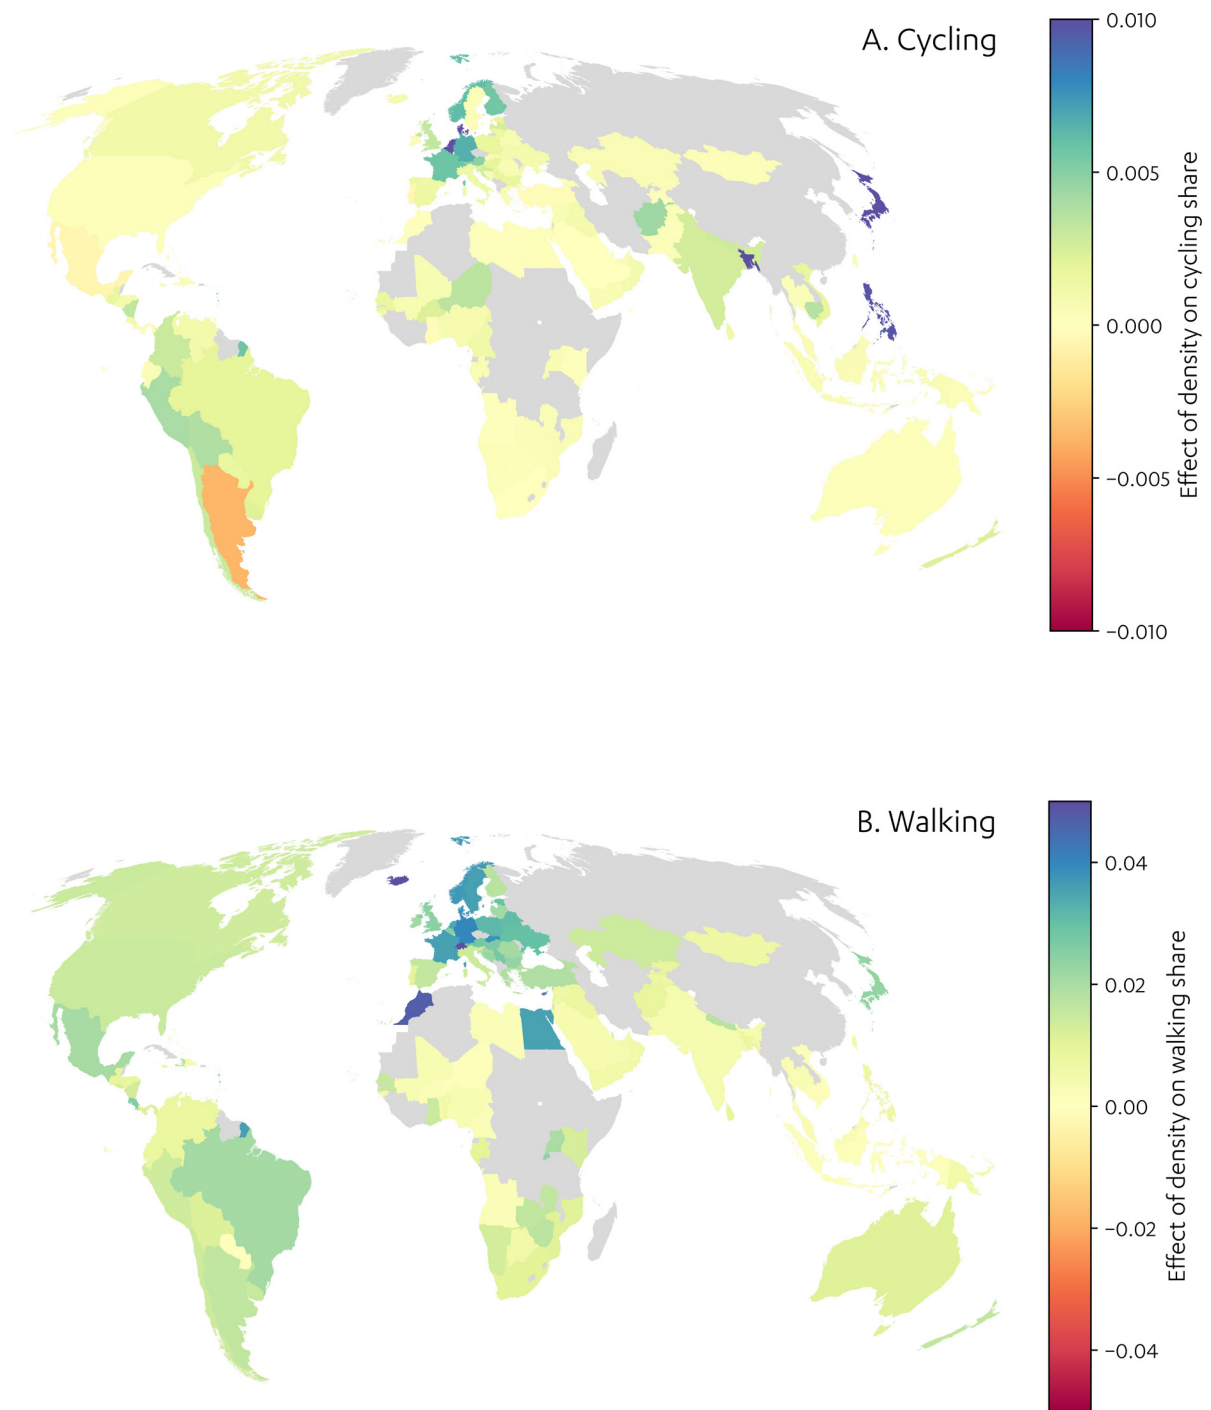 A. Cycling
0.010
0.005
0.000
−0.005
−0.010
Effect of density on cycling share
B. Walking
0.04
0.02
0.00
−0.02
−0.04
Effect of density on walking share